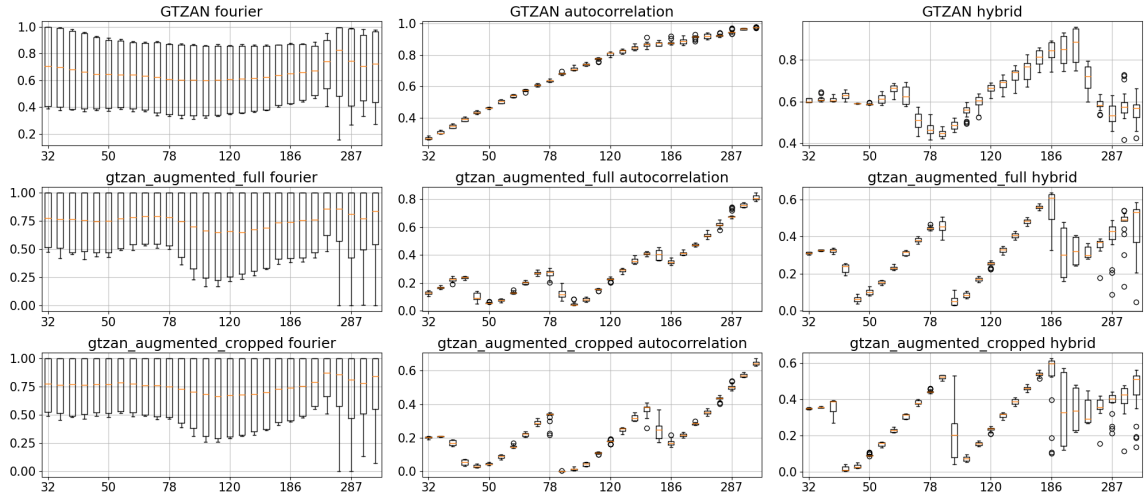 GTZAN fourier
1.0
0.8
0.6
0.4
0.2
32 50 78 120 186 287
GTZAN autocorrelation
1.0
0.8
0.6
0.4
32 50 78 120 186 287
GTZAN hybrid
0.8
0.6
0.4
32 50 78 120 186 287
gtzan_augmented_full fourier
1.00
0.75
0.50
0.25
0.00
32 50 78 120 186 287
gtzan_augmented_full autocorrelation
0.8
0.6
0.4
0.2
0.0
32 50 78 120 186 287
gtzan_augmented_full hybrid
0.6
0.4
0.2
0.0
32 50 78 120 186 287
gtzan_augmented_cropped fourier
1.00
0.75
0.50
0.25
0.00
32 50 78 120 186 287
gtzan_augmented_cropped autocorrelation
0.6
0.4
0.2
0.0
32 50 78 120 186 287
gtzan_augmented_cropped hybrid
0.6
0.4
0.2
0.0
32 50 78 120 186 287